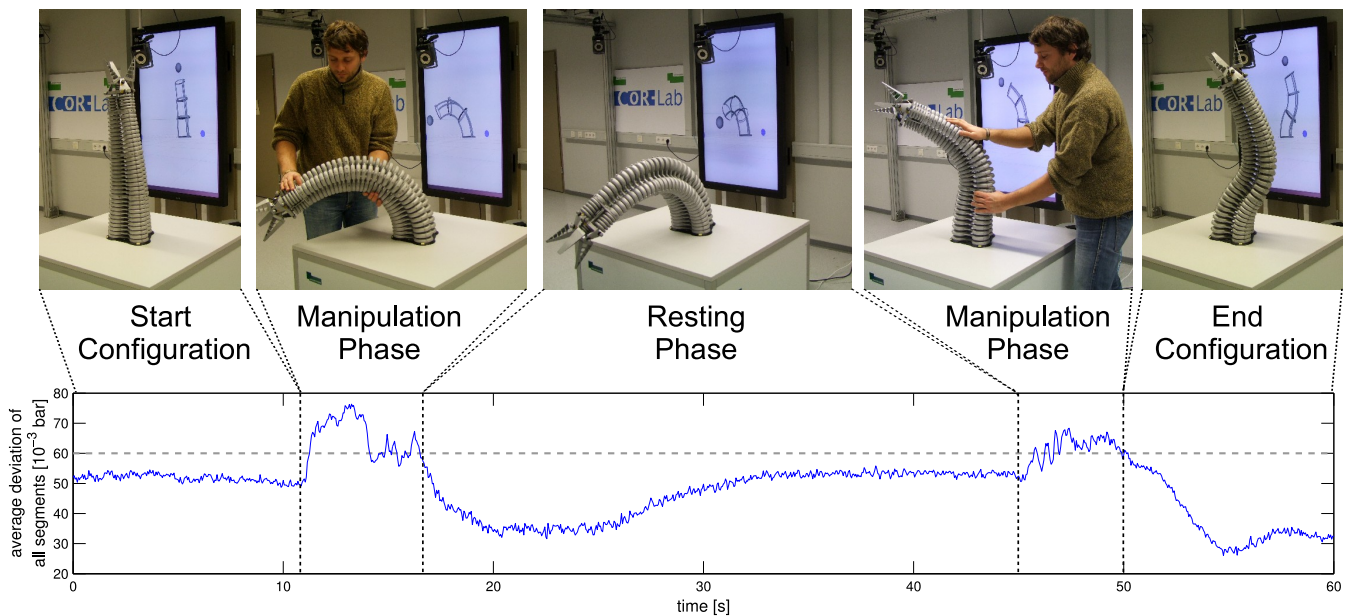 COR-Lab
COR-Lab
COR-Lab
COR-Lab
Start
Configuration
Manipulation
Phase
Resting
Phase
Manipulation
Phase
End
Configuration
average deviation of
all segments [10⁻³ bar]
80
70
60
50
40
30
20
0
10
20
30
40
50
60
time [s]